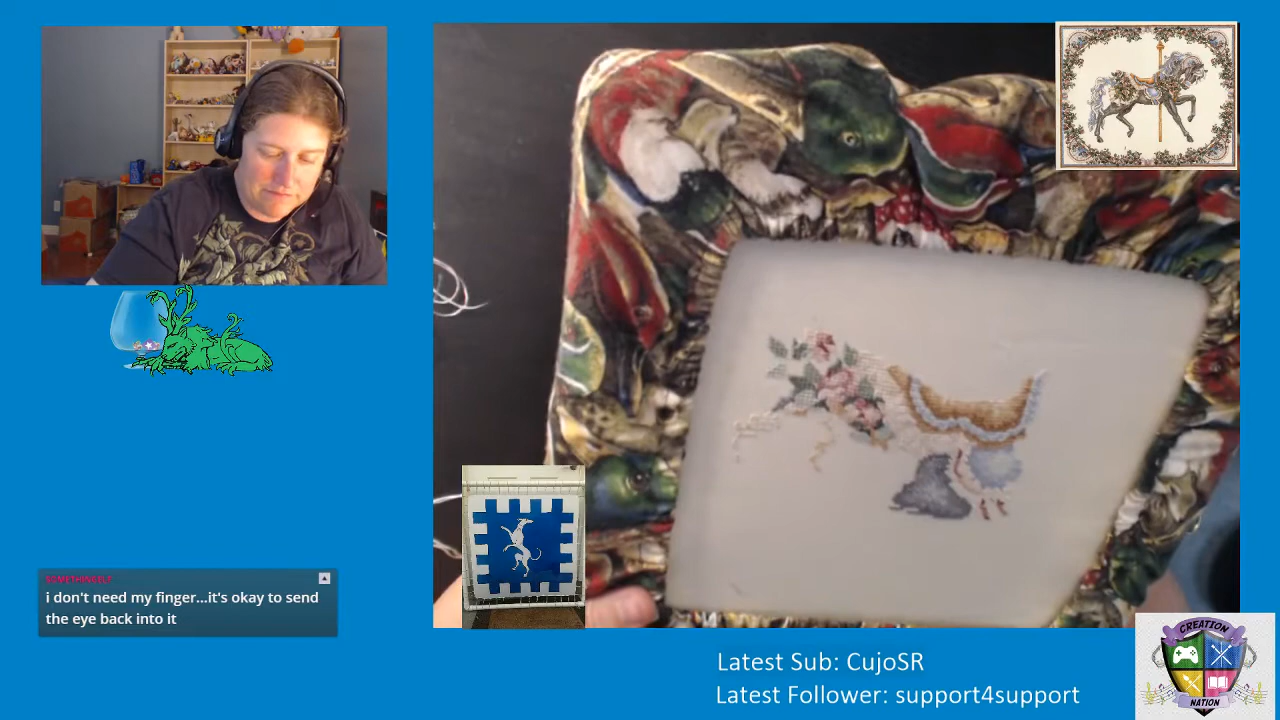 i don't need my finger...it's okay to send
the eye back into it
Latest Sub: CujoSR
Latest Follower: support4support
CREATION
NATION